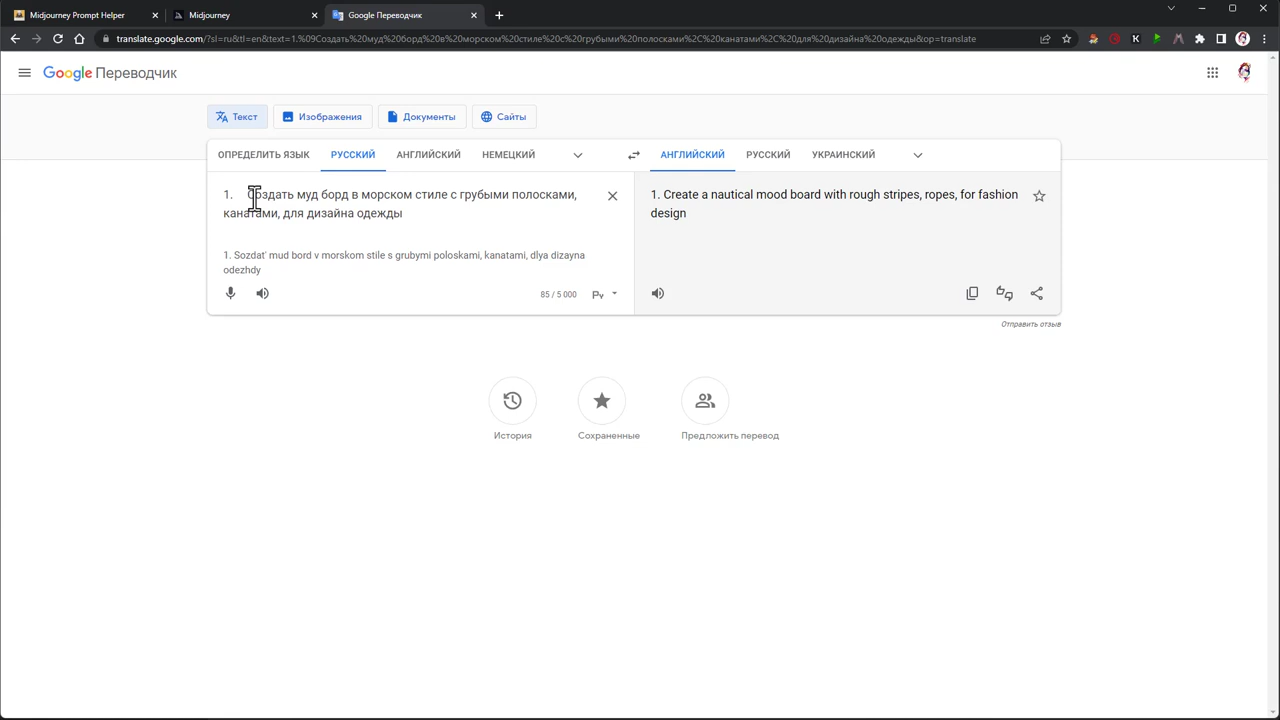 Midjourney Prompt Helper
Midjourney
Google Переводчик
translate.google.com/?sl=ru&tl=en&text=1.%09Создать%20муд%20борд%20в%20морском%20стиле%20с%20грубыми%20полосками%2C%20канатами%2C%20для%20дизайна%20одежды&op=translate
Google Переводчик
Текст
Изображения
Документы
Сайты
ОПРЕДЕЛИТЬ ЯЗЫК
РУССКИЙ
АНГЛИЙСКИЙ
НЕМЕЦКИЙ
АНГЛИЙСКИЙ
РУССКИЙ
УКРАИНСКИЙ
1. Создать муд борд в морском стиле с грубыми полосками,
канатами, для дизайна одежды
1. Sozdat' mud bord v morskom stile s grubymi poloskami, kanatami, dlya dizayna
odezhdy
85 / 5 000
1. Create a nautical mood board with rough stripes, ropes, for fashion
design
Отправить отзыв
История
Сохраненные
Предложить перевод